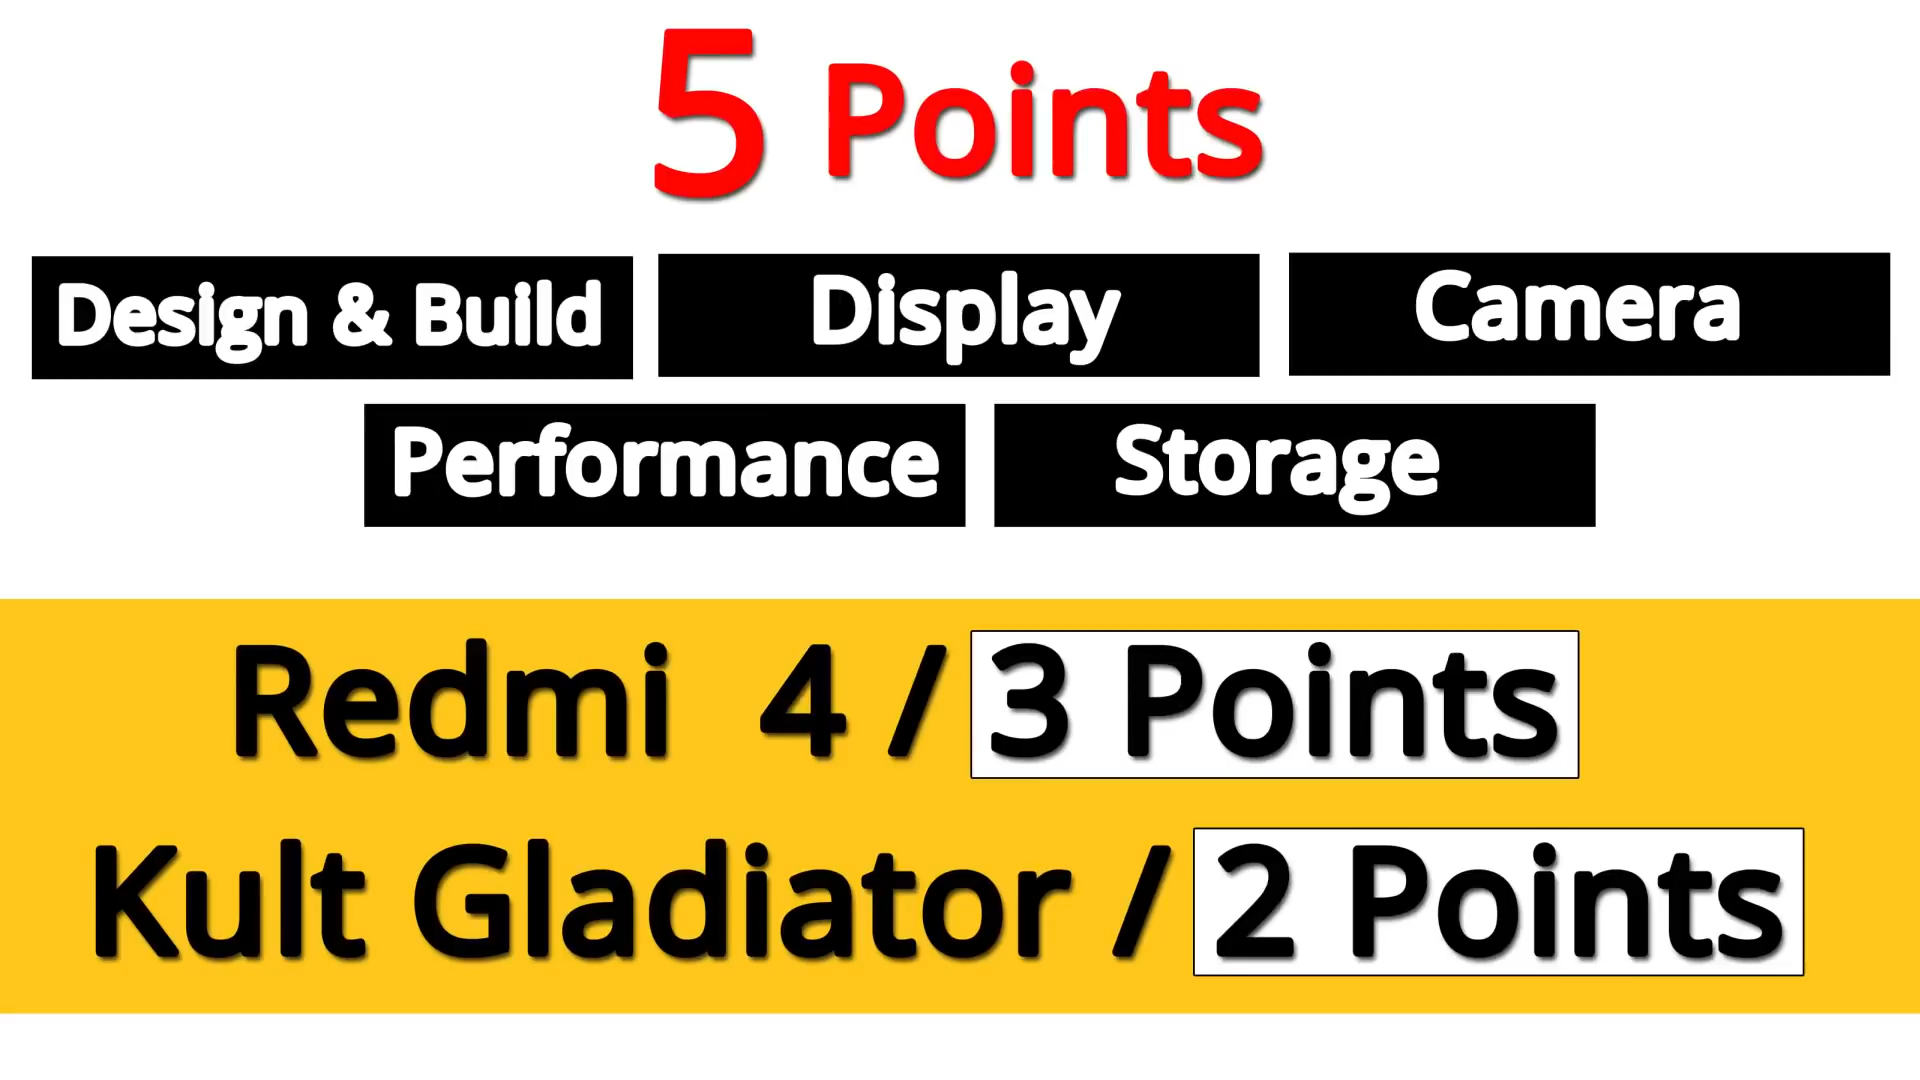 5 Points
Design & Build Display Camera
Performance Storage
Redmi 4 / 3 Points
Kult Gladiator / 2 Points